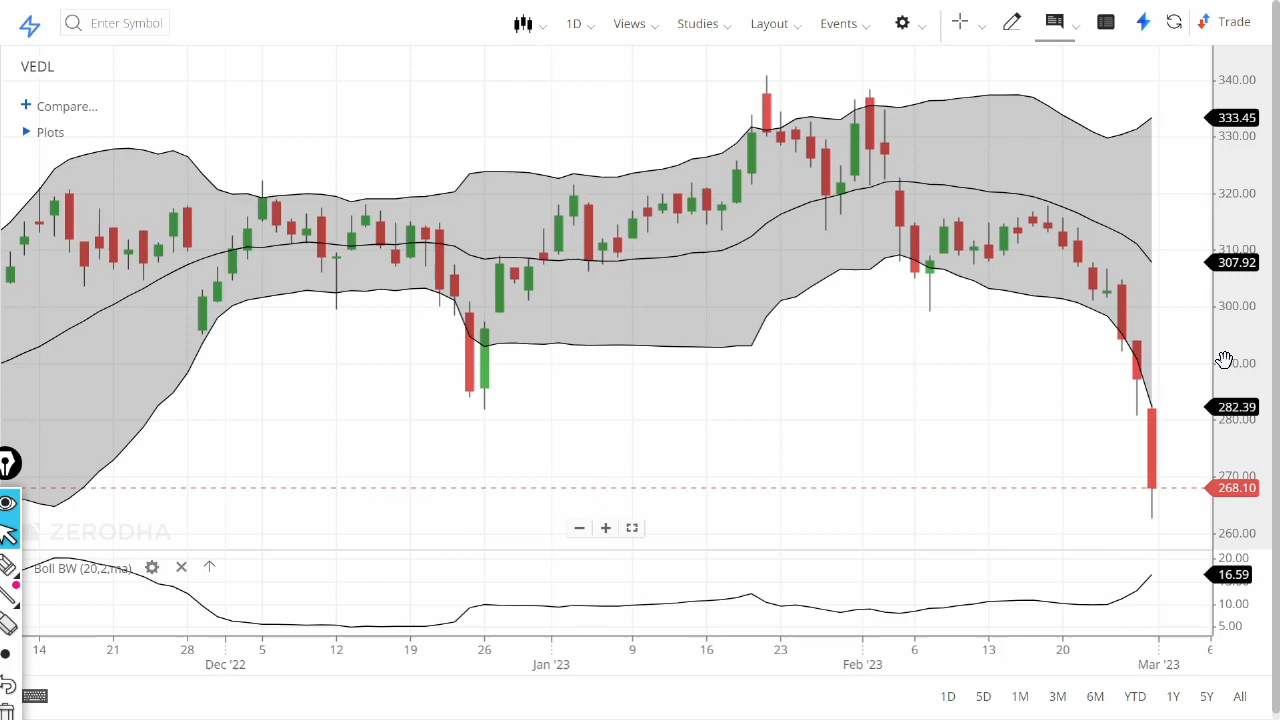 Enter Symbol
1D Views Studies Layout Events Trade
VEDL
Compare...
Plots
340.00
333.45
330.00
320.00
310.00
307.92
300.00
282.39
280.00
268.10
260.00
ZERODHA
Boll BW (20,2,ma)
20.00
16.59
10.00
5.00
14 21 28 5 12 19 26 9 16 23 6 13 20 6
Dec '22 Jan '23 Feb '23 Mar '23
1D 5D 1M 3M 6M YTD 1Y 5Y All